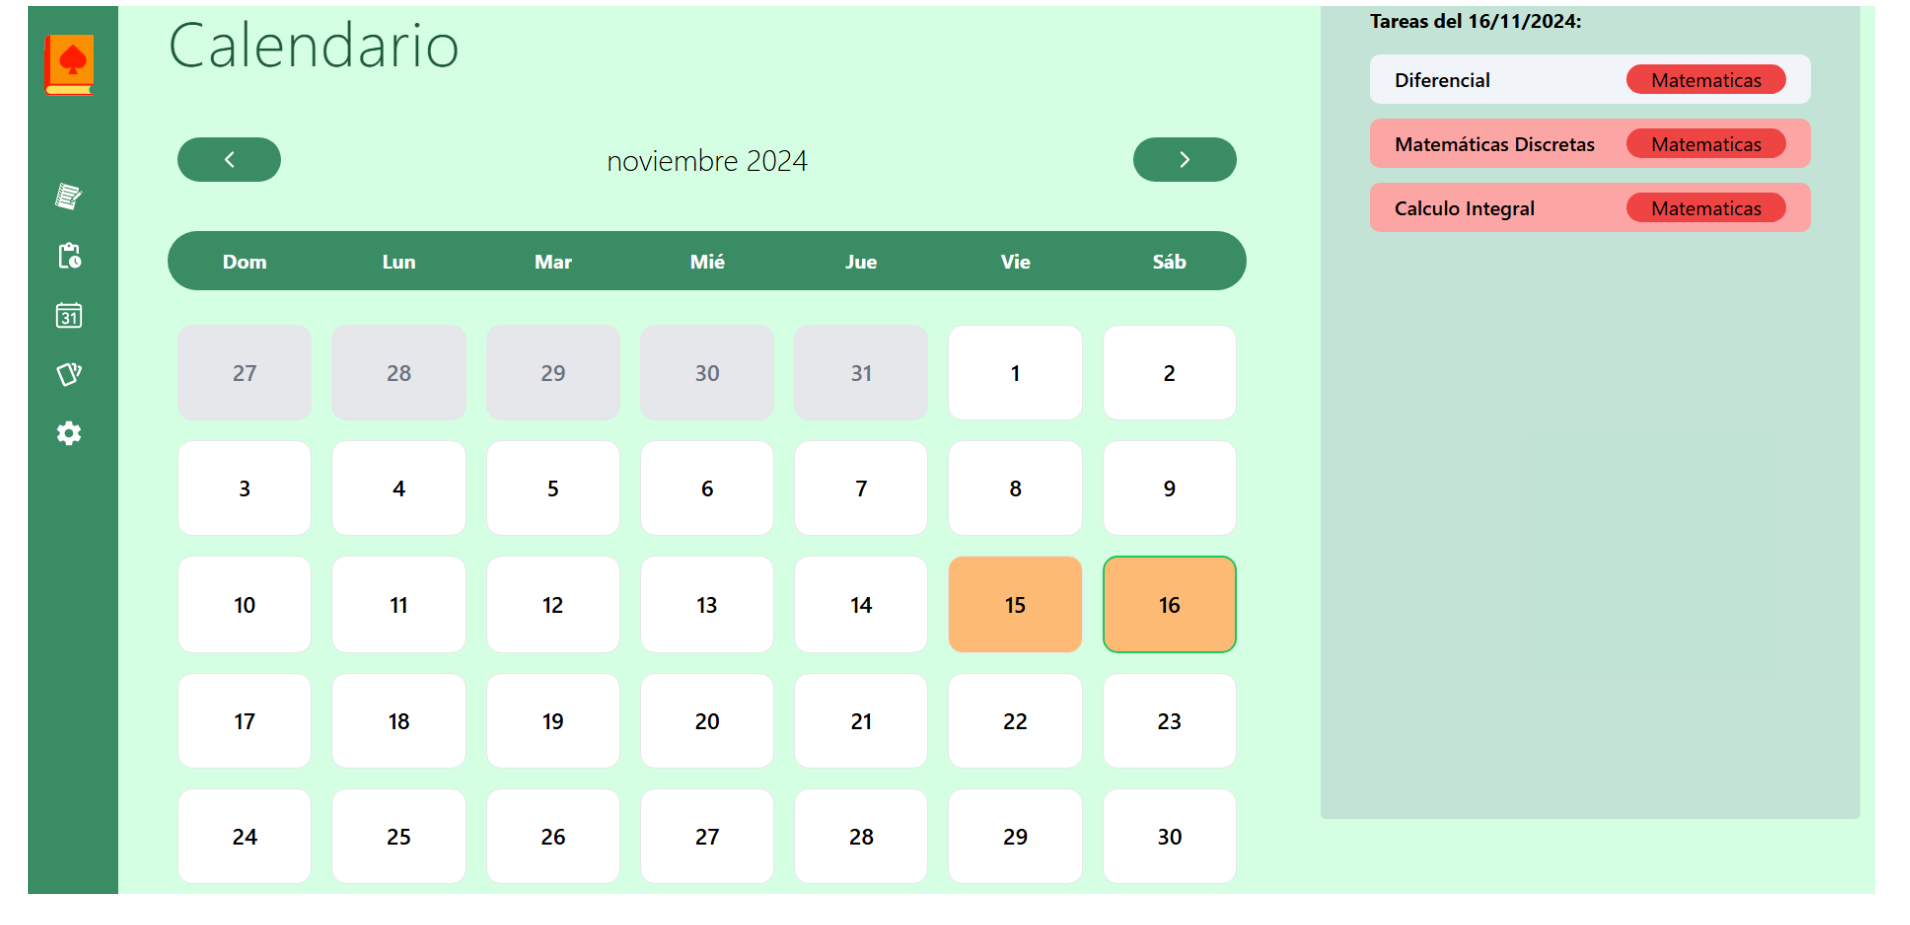 Calendario
noviembre 2024
Dom Lun Mar Mié Jue Vie Sáb
27 28 29 30 31 1 2
3 4 5 6 7 8 9
10 11 12 13 14 15 16
17 18 19 20 21 22 23
24 25 26 27 28 29 30
Tareas del 16/11/2024:
Diferencial Matematicas
Matemáticas Discretas Matematicas
Calculo Integral Matematicas
31